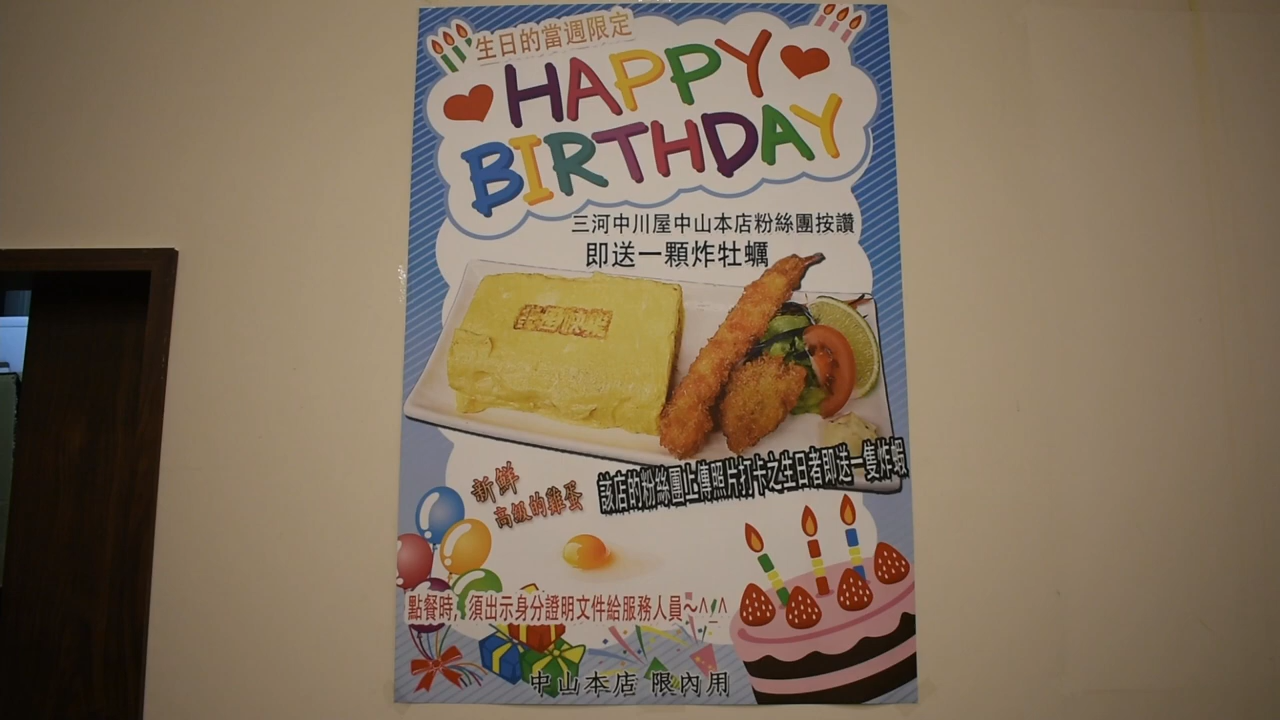 生日的當週限定
HAPPY
BIRTHDAY
三河中川屋中山本店粉絲團按讚
即送一顆炸牡蠣
生日快樂
該店的粉絲團上傳照片打卡之生日者即送一隻炸蝦
新鮮
高級的雞蛋
點餐時,須出示身分證明文件給服務人員~^_^
中山本店 限內用